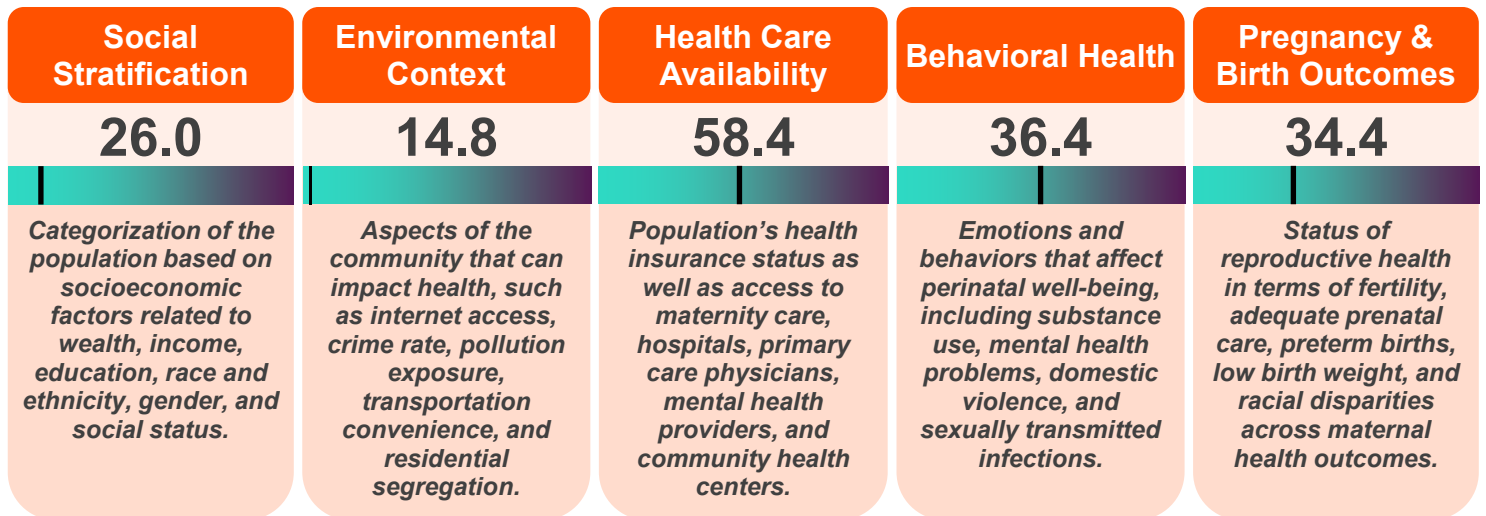 Social
Stratification
26.0
Categorization of the
population based on
socioeconomic
factors related to
wealth, income,
education, race and
ethnicity, gender, and
social status.
Environmental
Context
14.8
Aspects of the
community that can
impact health, such
as internet access,
crime rate, pollution
exposure,
transportation
convenience, and
residential
segregation.
Health Care
Availability
58.4
Population’s health
insurance status as
well as access to
maternity care,
hospitals, primary
care physicians,
mental health
providers, and
community health
centers.
Behavioral Health
36.4
Emotions and
behaviors that affect
perinatal well-being,
including substance
use, mental health
problems, domestic
violence, and
sexually transmitted
infections.
Pregnancy &
Birth Outcomes
34.4
Status of
reproductive health
in terms of fertility,
adequate prenatal
care, preterm births,
low birth weight, and
racial disparities
across maternal
health outcomes.